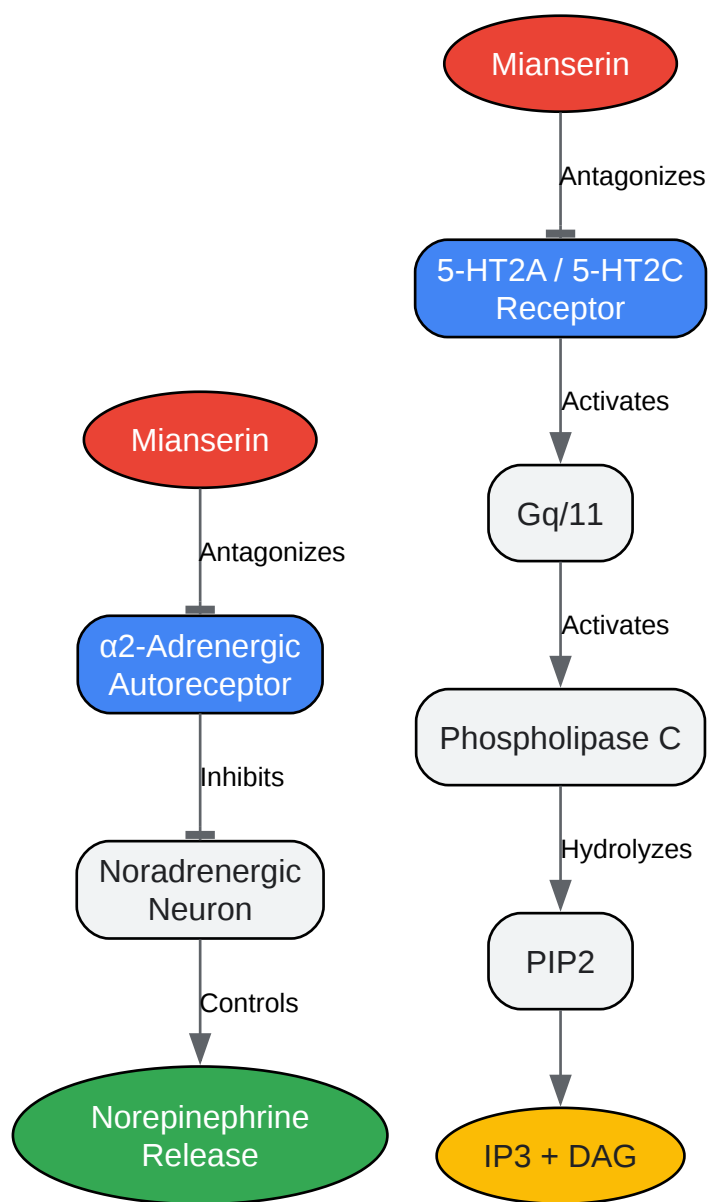 Mianserin
Antagonizes
α2-Adrenergic
Autoreceptor
Inhibits
Noradrenergic
Neuron
Controls
Norepinephrine
Release
Mianserin
Antagonizes
5-HT2A / 5-HT2C
Receptor
Activates
Gq/11
Activates
Phospholipase C
Hydrolyzes
PIP2
IP3 + DAG